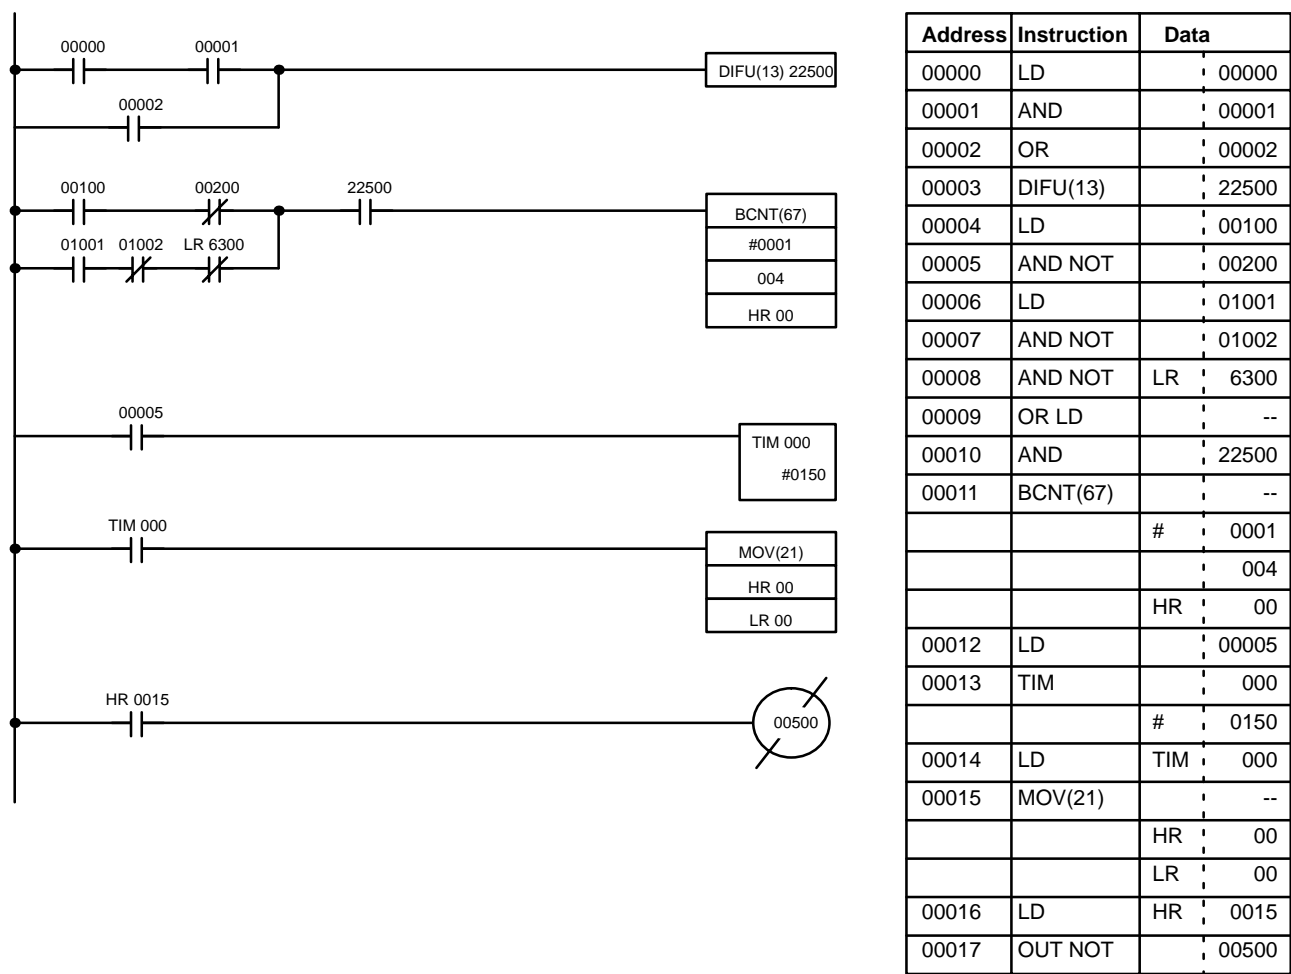 00000 00001
DIFU(13) 22500
00002
00100 00200 22500
BCNT(67)
#0001
004
HR 00
01001 01002 LR 6300
00005
TIM 000
#0150
TIM 000
MOV(21)
HR 00
LR 00
HR 0015
00500
Address Instruction Data
00000 LD 00000
00001 AND 00001
00002 OR 00002
00003 DIFU(13) 22500
00004 LD 00100
00005 AND NOT 00200
00006 LD 01001
00007 AND NOT 01002
00008 AND NOT LR 6300
00009 OR LD --
00010 AND 22500
00011 BCNT(67) --
# 0001
004
HR 00
00012 LD 00005
00013 TIM 000
# 0150
00014 LD TIM 000
00015 MOV(21) --
HR 00
LR 00
00016 LD HR 0015
00017 OUT NOT 00500